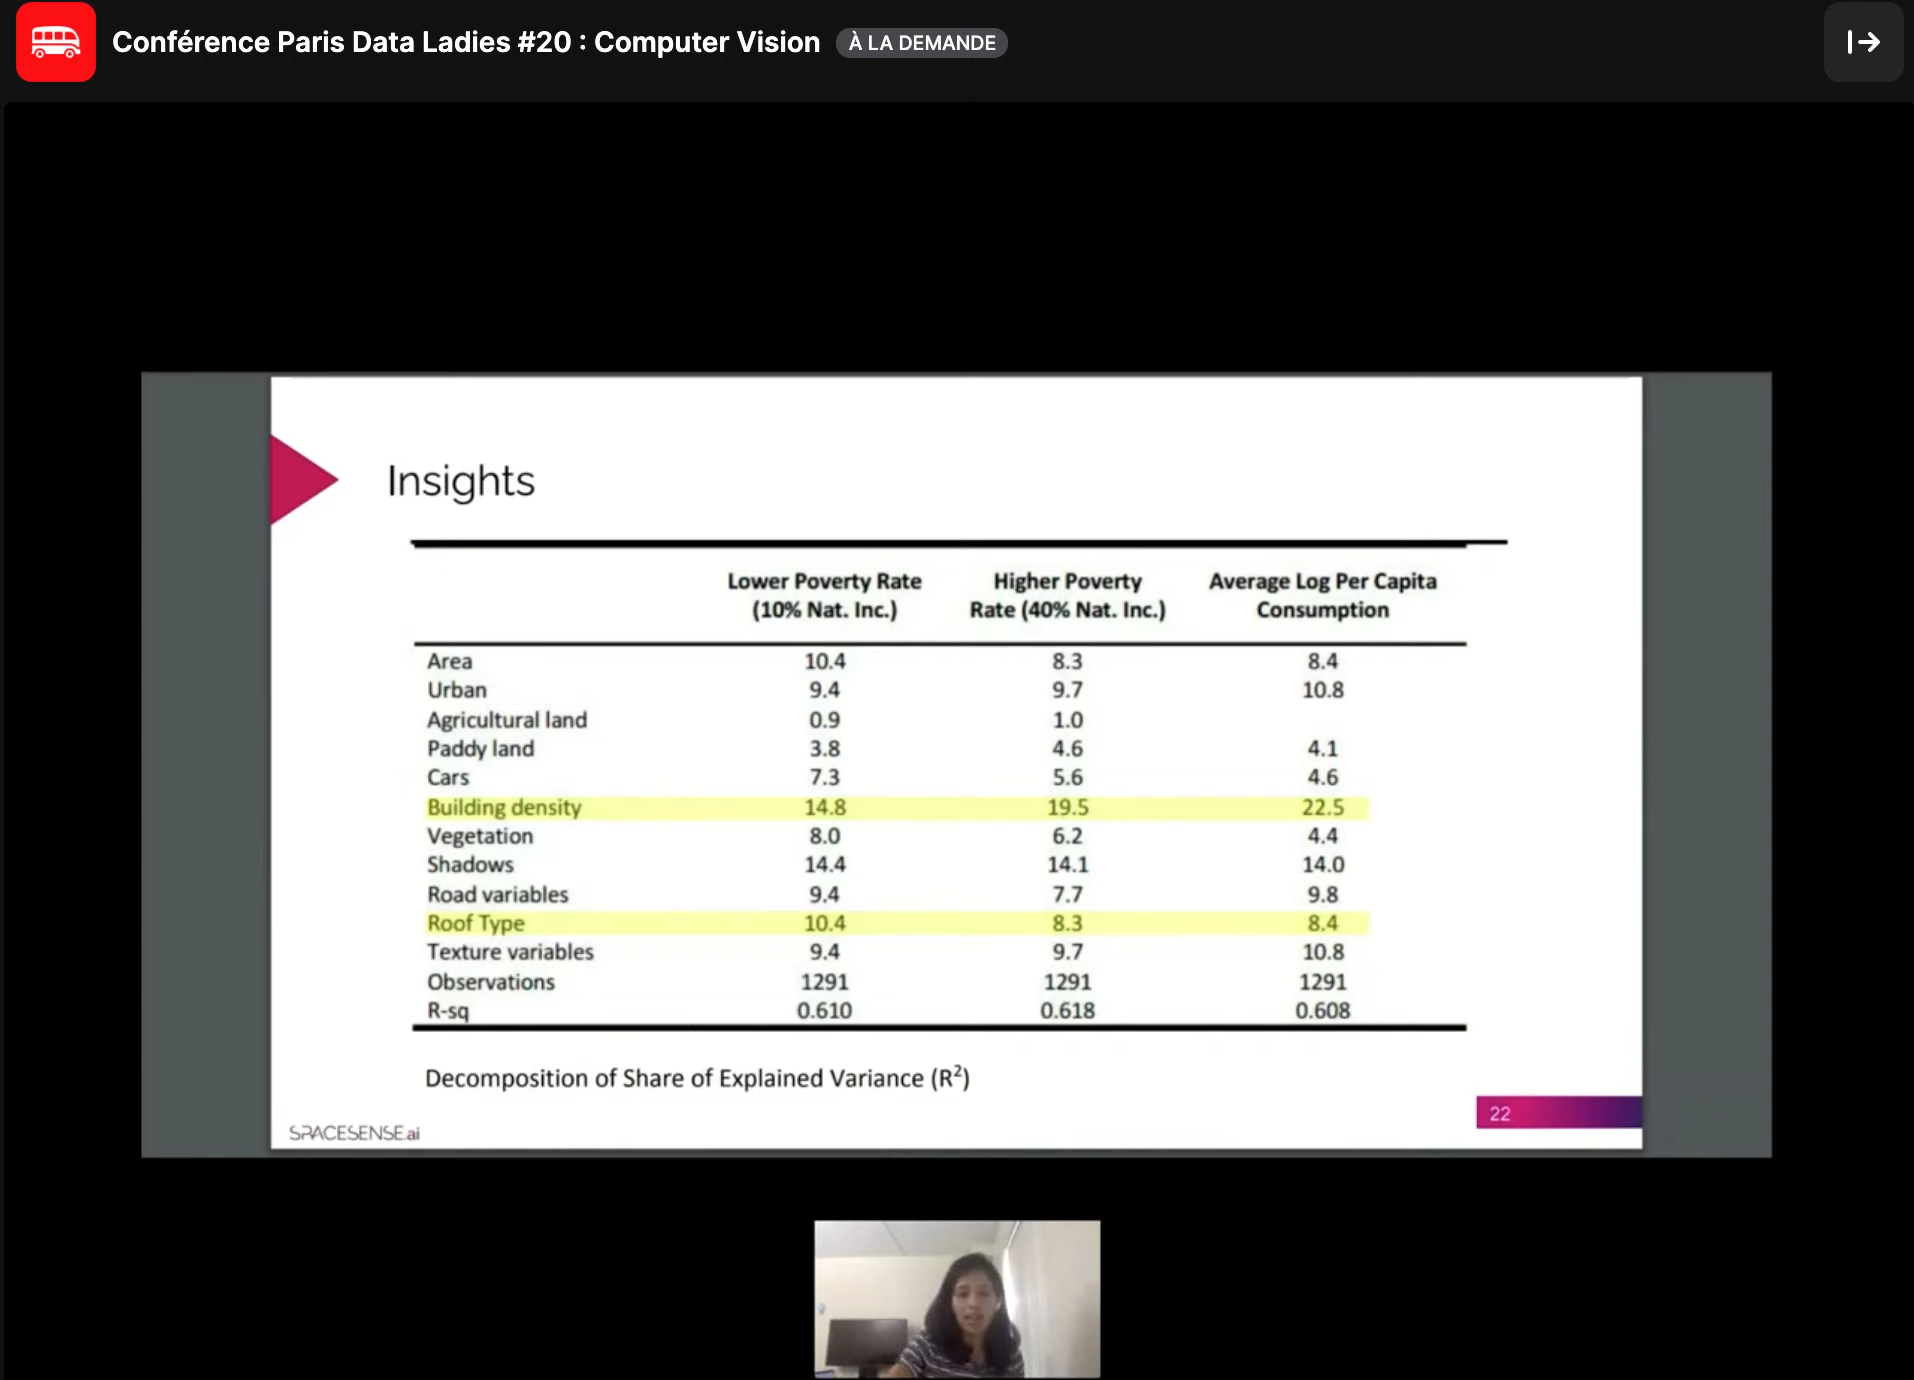 Conférence Paris Data Ladies #20 : Computer Vision À LA DEMANDE
Insights
Lower Poverty Rate (10% Nat. Inc.) Higher Poverty Rate (40% Nat. Inc.) Average Log Per Capita Consumption
Area 10.4 8.3 8.4
Urban 9.4 9.7 10.8
Agricultural land 0.9 1.0
Paddy land 3.8 4.6 4.1
Cars 7.3 5.6 4.6
Building density 14.8 19.5 22.5
Vegetation 8.0 6.2 4.4
Shadows 14.4 14.1 14.0
Road variables 9.4 7.7 9.8
Roof Type 10.4 8.3 8.4
Texture variables 9.4 9.7 10.8
Observations 1291 1291 1291
R-sq 0.610 0.618 0.608
Decomposition of Share of Explained Variance (R²)
22
SPACESENSE.ai